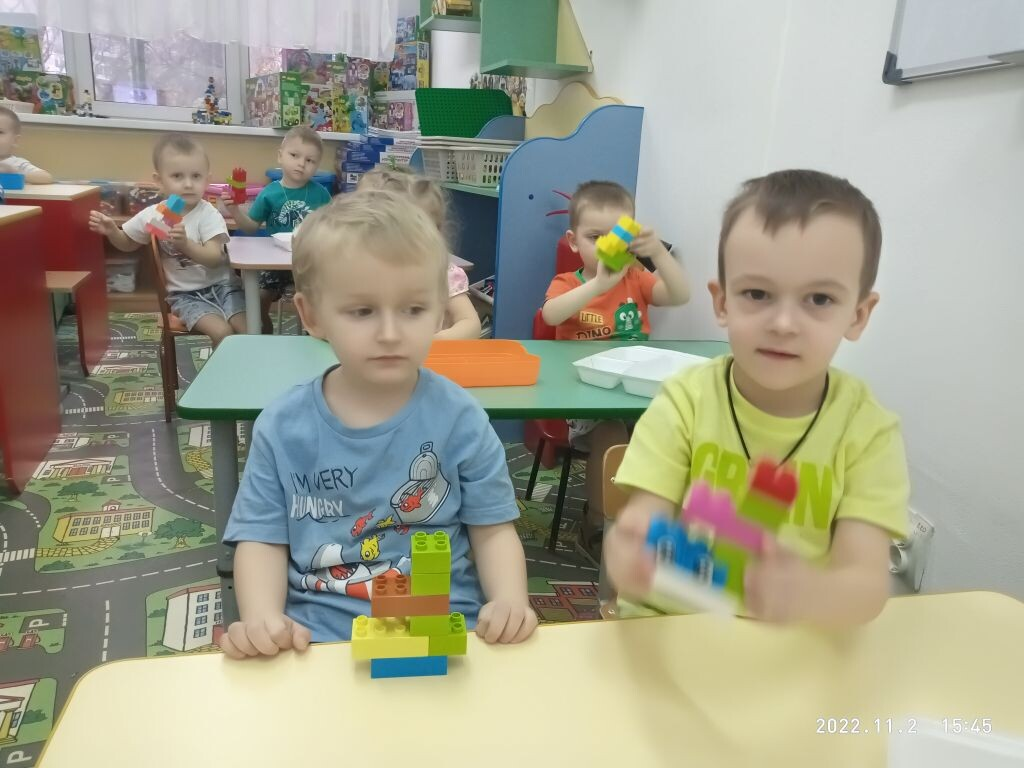 LITTLE
DINO
I'M VERY
HUNGRY
GREEN
P
P
P
2022.11.2 15:45